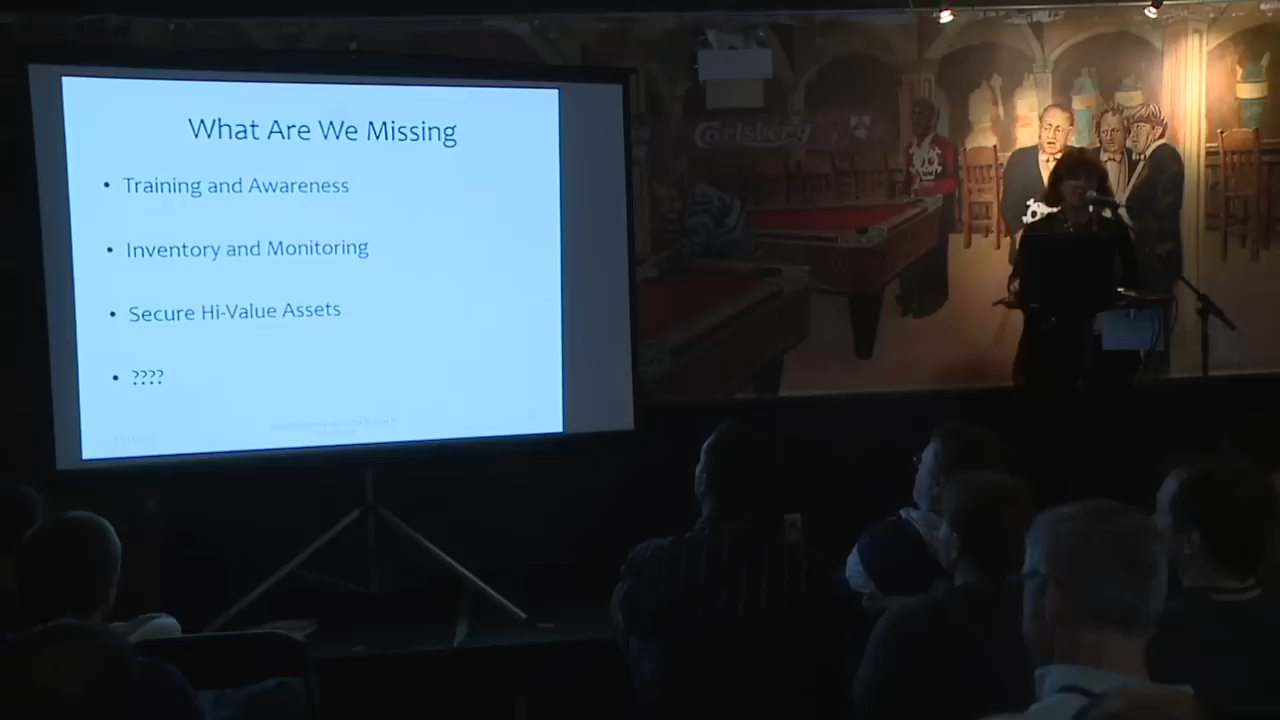 What Are We Missing
• Training and Awareness
• Inventory and Monitoring
• Secure Hi-Value Assets
• ????
Carlsberg